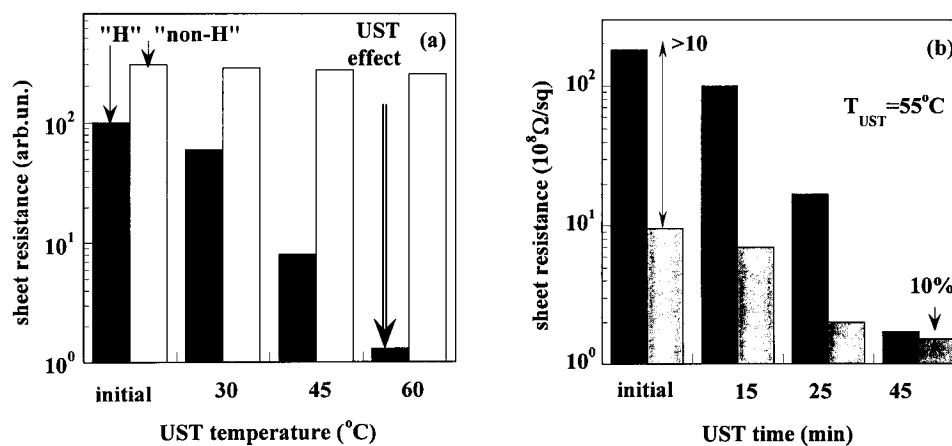 "H" "non-H"
UST
effect
(a)
sheet resistance (arb.un.)
10²
10¹
10⁰
initial 30 45 60
UST temperature (°C)
(b)
>10
T_UST=55°C
10%
sheet resistance (10⁸Ω/sq)
10²
10¹
10⁰
initial 15 25 45
UST time (min)